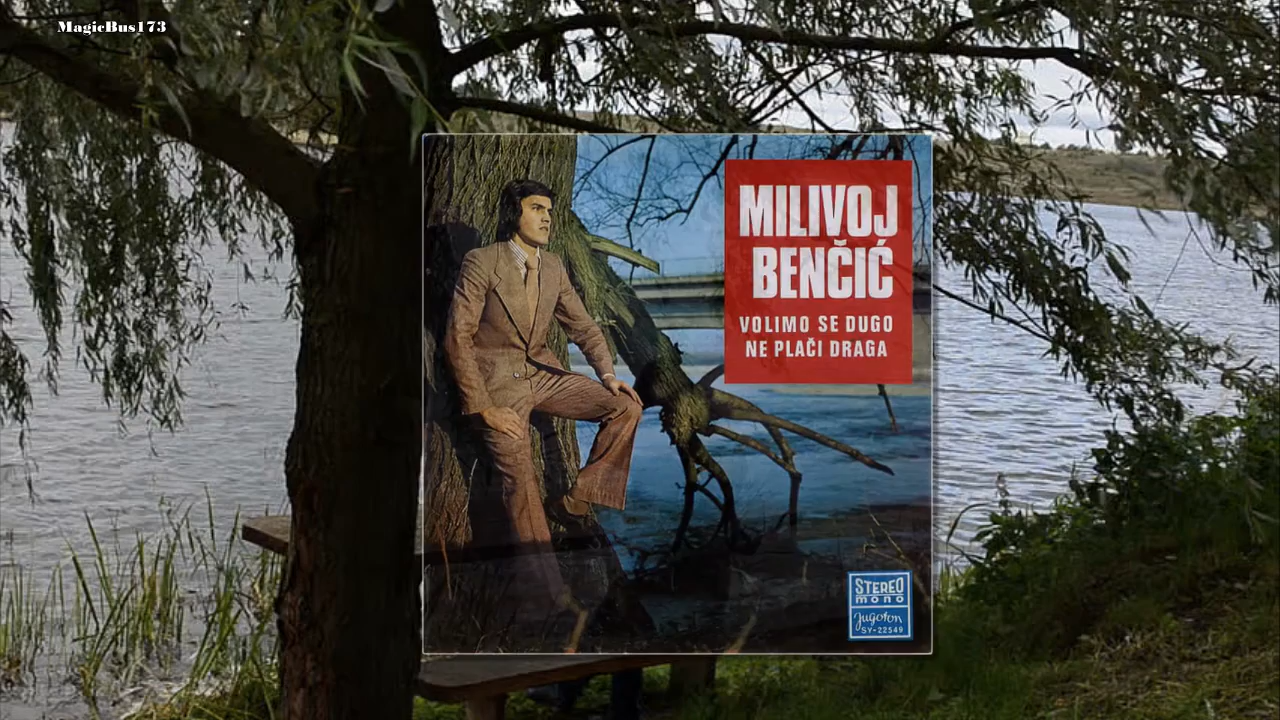 MagicBus173
MILIVOJ
BENČIĆ
VOLIMO SE DUGO
NE PLAČI DRAGA
STEREO
mono
Jugoton
SY-22549